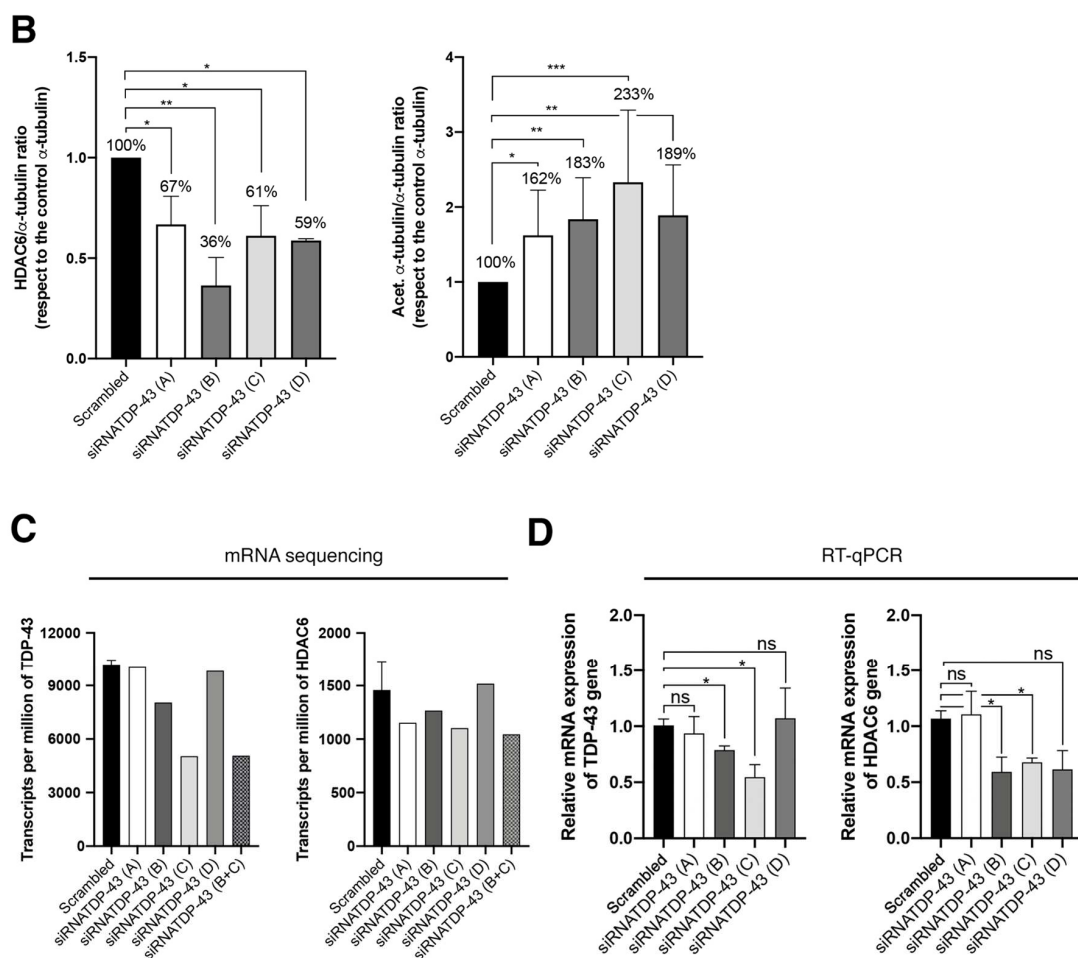 B
HDAC6/α-tubulin ratio
(respect to the control α-tubulin)
1.5
1.0
0.5
0.0
*
*
**
*
100%
67%
36%
61%
59%
Scrambled
siRNATDP-43 (A)
siRNATDP-43 (B)
siRNATDP-43 (C)
siRNATDP-43 (D)
Acet. α-tubulin/α-tubulin ratio
(respect to the control α-tubulin)
4
3
2
1
0
***
**
**
*
100%
162%
183%
233%
189%
Scrambled
siRNATDP-43 (A)
siRNATDP-43 (B)
siRNATDP-43 (C)
siRNATDP-43 (D)
C
mRNA sequencing
Transcripts per million of TDP-43
12000
9000
6000
3000
0
Scrambled
siRNATDP-43 (A)
siRNATDP-43 (B)
siRNATDP-43 (C)
siRNATDP-43 (D)
siRNATDP-43 (B+C)
Transcripts per million of HDAC6
2000
1500
1000
500
0
Scrambled
siRNATDP-43 (A)
siRNATDP-43 (B)
siRNATDP-43 (C)
siRNATDP-43 (D)
siRNATDP-43 (B+C)
D
RT-qPCR
Relative mRNA expression
of TDP-43 gene
2.0
1.5
1.0
0.5
0.0
ns
*
*
ns
Scrambled
siRNATDP-43 (A)
siRNATDP-43 (B)
siRNATDP-43 (C)
siRNATDP-43 (D)
Relative mRNA expression
of HDAC6 gene
2.0
1.5
1.0
0.5
0.0
ns
ns
*
*
Scrambled
siRNATDP-43 (A)
siRNATDP-43 (B)
siRNATDP-43 (C)
siRNATDP-43 (D)